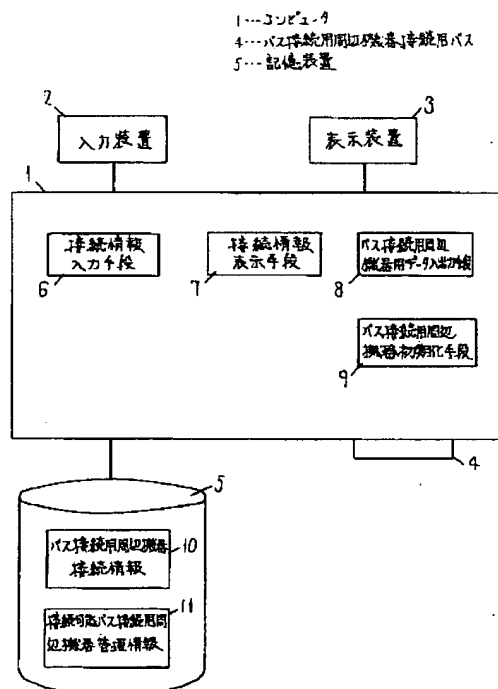 1…コンピュータ
4…バス接続用周辺機器接続用バス
5…記憶装置
2
入力装置
3
表示装置
1
接続情報
入力手段
6
接続情報
表示手段
7
バス接続用周辺
機器用データ入出力手段
8
バス接続用周辺
機器初期化手段
9
4
5
バス接続用周辺機器
接続情報
10
接続可能バス接続用周
辺機器管理情報
11